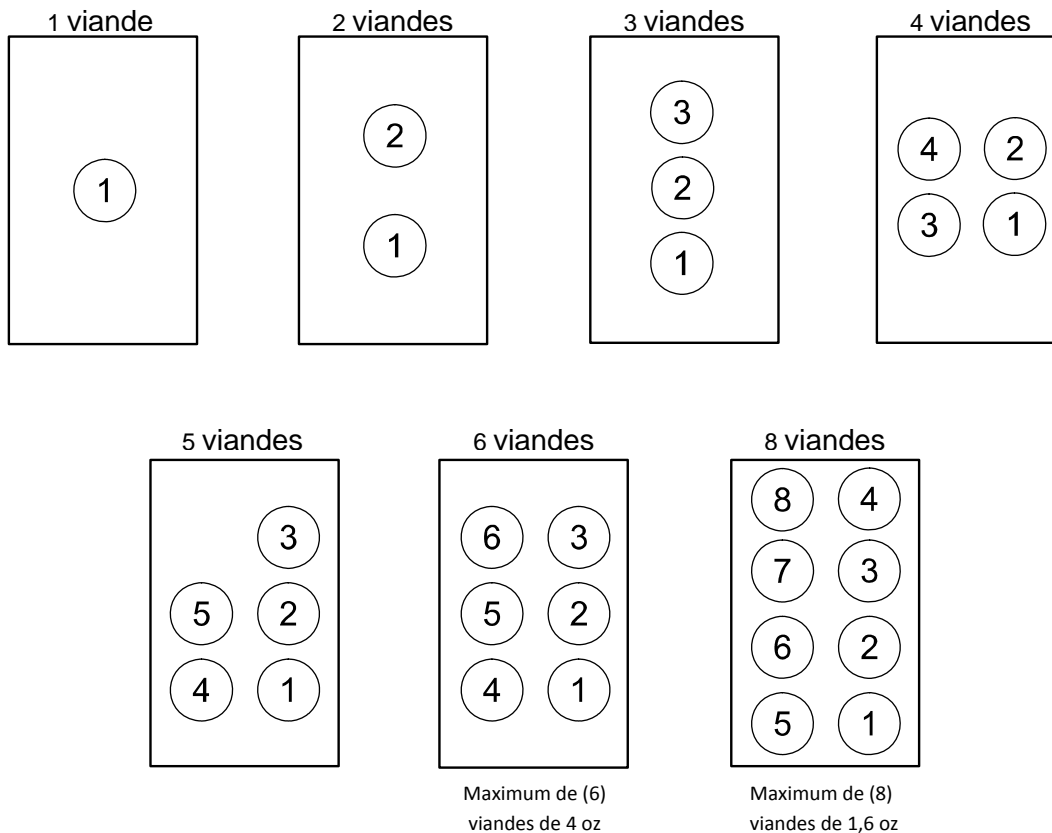 1 viande
2 viandes
3 viandes
4 viandes
1
2
1
3
2
1
4 2
3 1
5 viandes
6 viandes
8 viandes
3
5 2
4 1
6 3
5 2
4 1
8 4
7 3
6 2
5 1
Maximum de (6)
viandes de 4 oz
Maximum de (8)
viandes de 1,6 oz